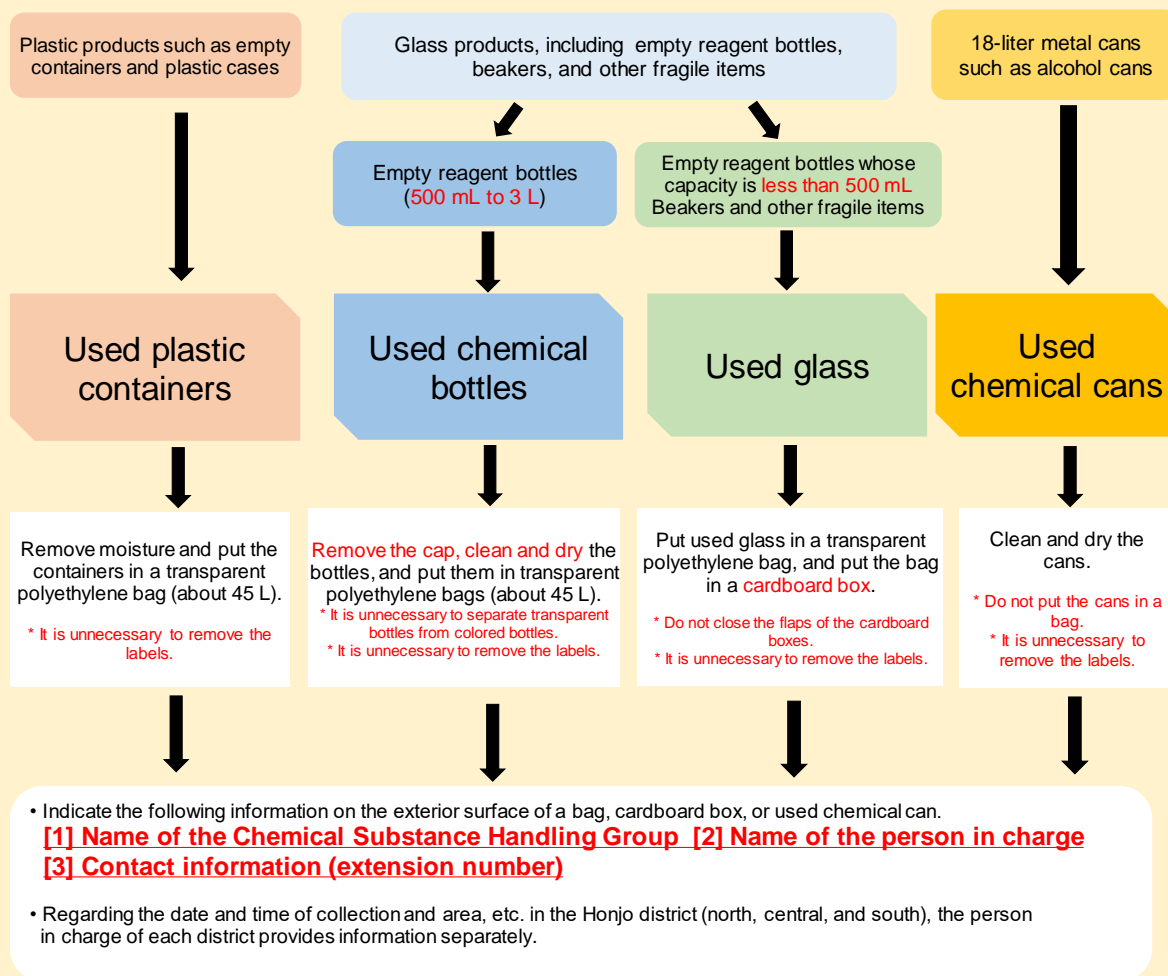 Plastic products such as empty
containers and plastic cases
Glass products, including empty reagent bottles,
beakers, and other fragile items
18-liter metal cans
such as alcohol cans
Empty reagent bottles
(500 mL to 3 L)
Empty reagent bottles whose
capacity is less than 500 mL
Beakers and other fragile items
Used plastic
containers
Used chemical
bottles
Used glass
Used
chemical cans
Remove moisture and put the
containers in a transparent
polyethylene bag (about 45 L).
* It is unnecessary to remove the
labels.
Remove the cap, clean and dry the
bottles, and put them in transparent
polyethylene bags (about 45 L).
* It is unnecessary to separate transparent
bottles from colored bottles.
* It is unnecessary to remove the labels.
Put used glass in a transparent
polyethylene bag, and put the bag
in a cardboard box.
* Do not close the flaps of the cardboard
boxes.
* It is unnecessary to remove the labels.
Clean and dry the
cans.
* Do not put the cans in a
bag.
* It is unnecessary to
remove the labels.
• Indicate the following information on the exterior surface of a bag, cardboard box, or used chemical can.
[1] Name of the Chemical Substance Handling Group [2] Name of the person in charge
[3] Contact information (extension number)
• Regarding the date and time of collection and area, etc. in the Honjo district (north, central, and south), the person
in charge of each district provides information separately.